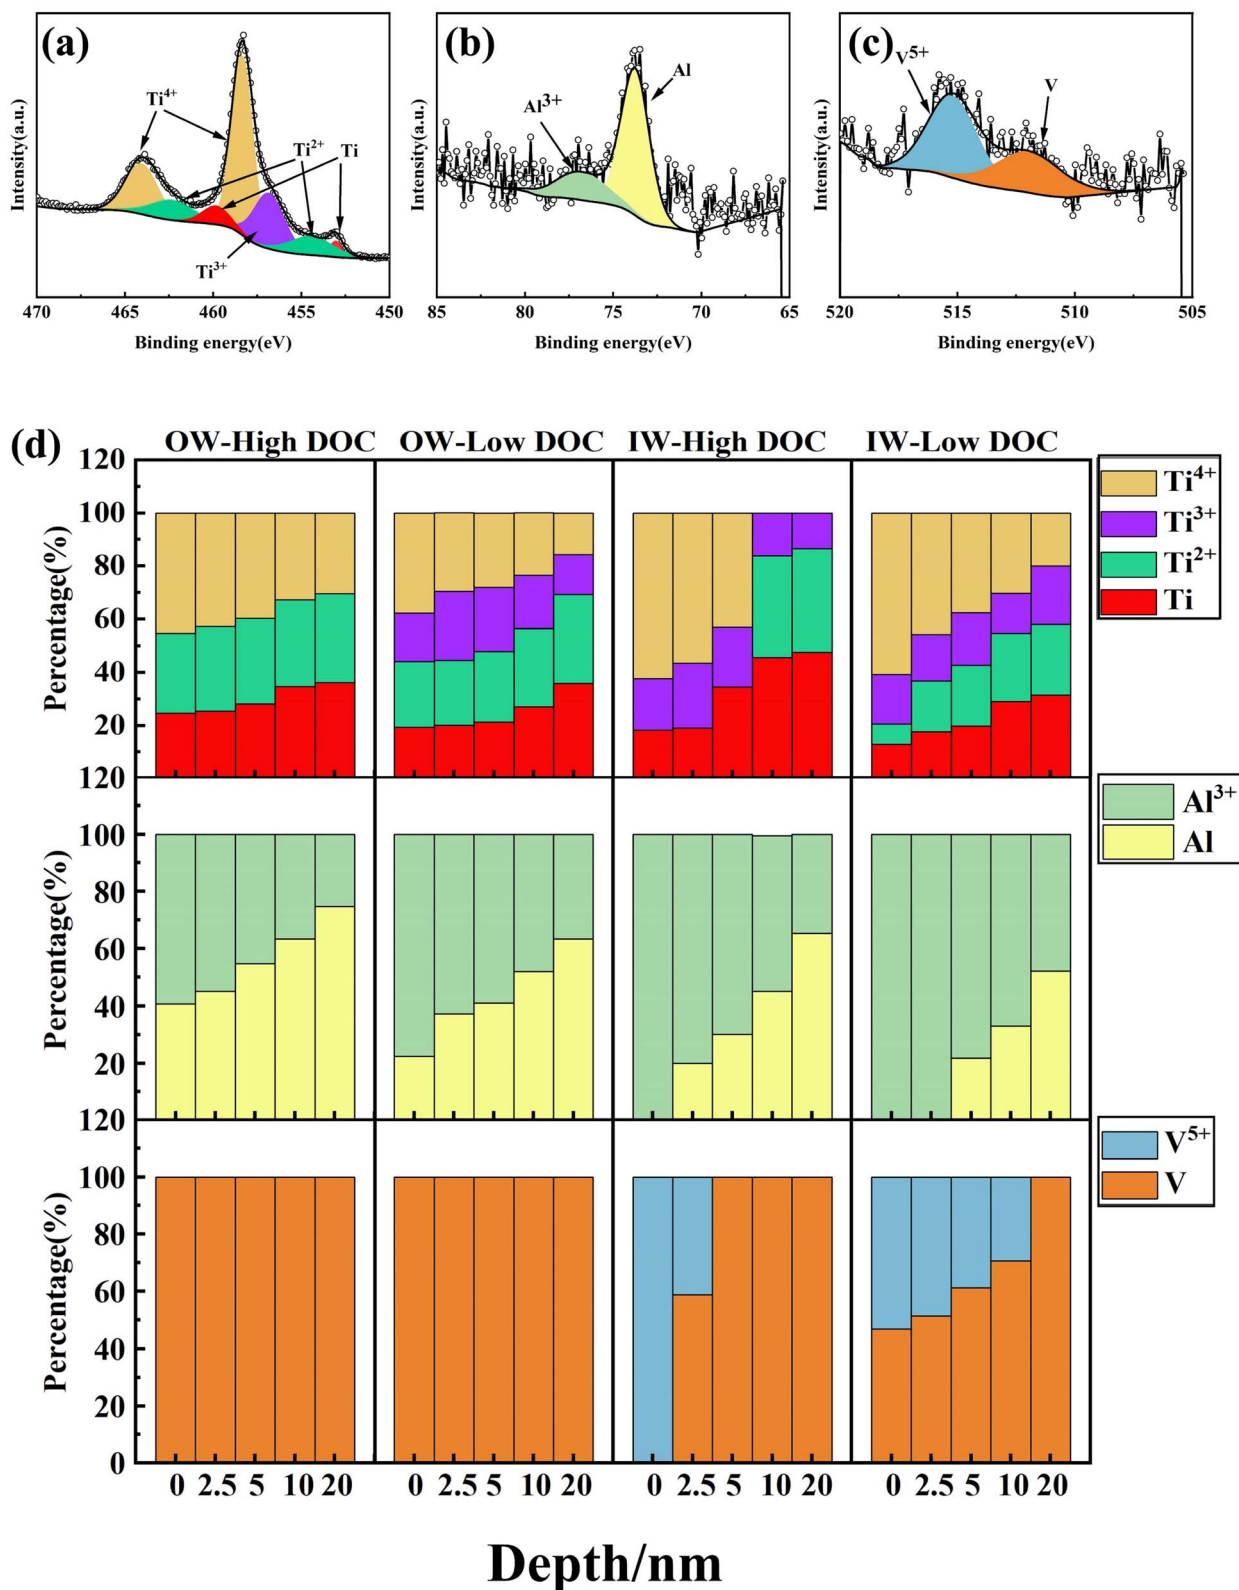 (a)
Ti4+
Ti2+
Ti
Ti3+
Intensity(a.u.)
470 465 460 455 450
Binding energy(eV)
(b)
Al3+
Al
Intensity(a.u.)
85 80 75 70 65
Binding energy(eV)
(c)
V5+
V
Intensity(a.u.)
520 515 510 505
Binding energy(eV)
(d)
OW-High DOC OW-Low DOC IW-High DOC IW-Low DOC
120
100
80
60
40
20
Percentage(%)
Ti4+
Ti3+
Ti2+
Ti
120
100
80
60
40
20
Percentage(%)
Al3+
Al
120
100
80
60
40
20
0
Percentage(%)
V5+
V
0 2.5 5 10 20 0 2.5 5 10 20 0 2.5 5 10 20 0 2.5 5 10 20
Depth/nm